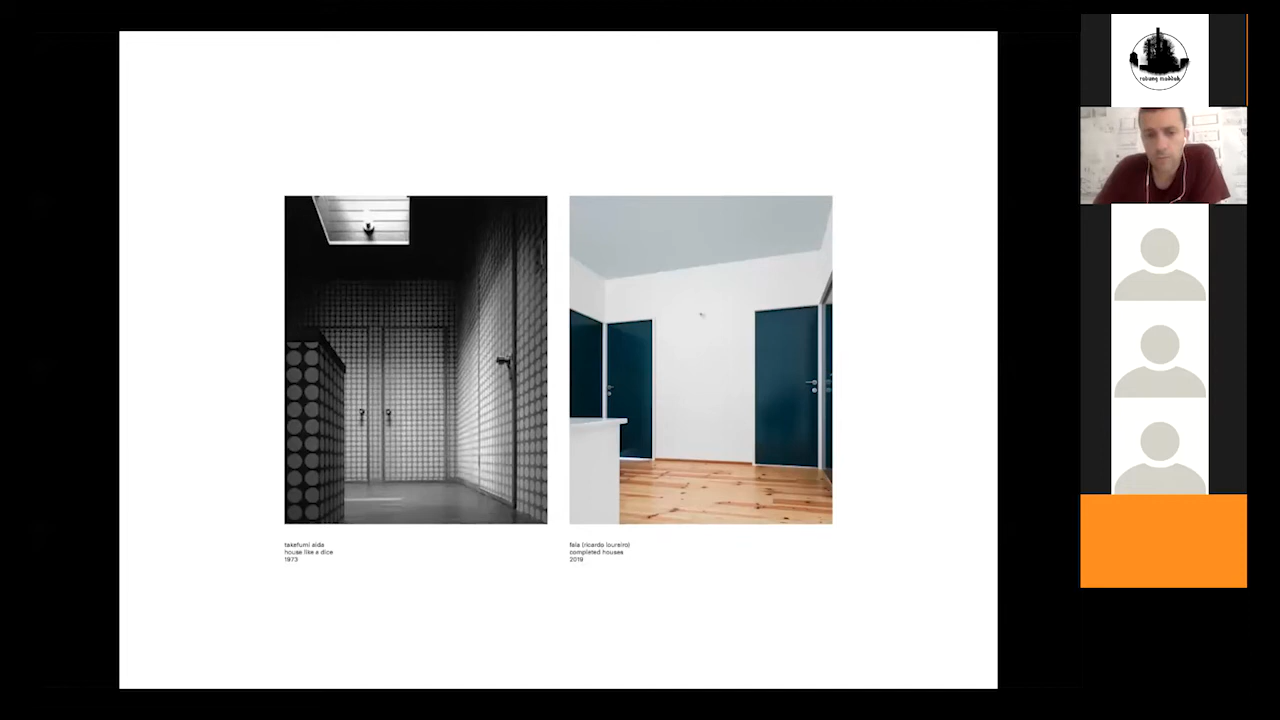 takefumi aida
house like a dice
1973
fala (ricardo loureiro)
completed houses
2019